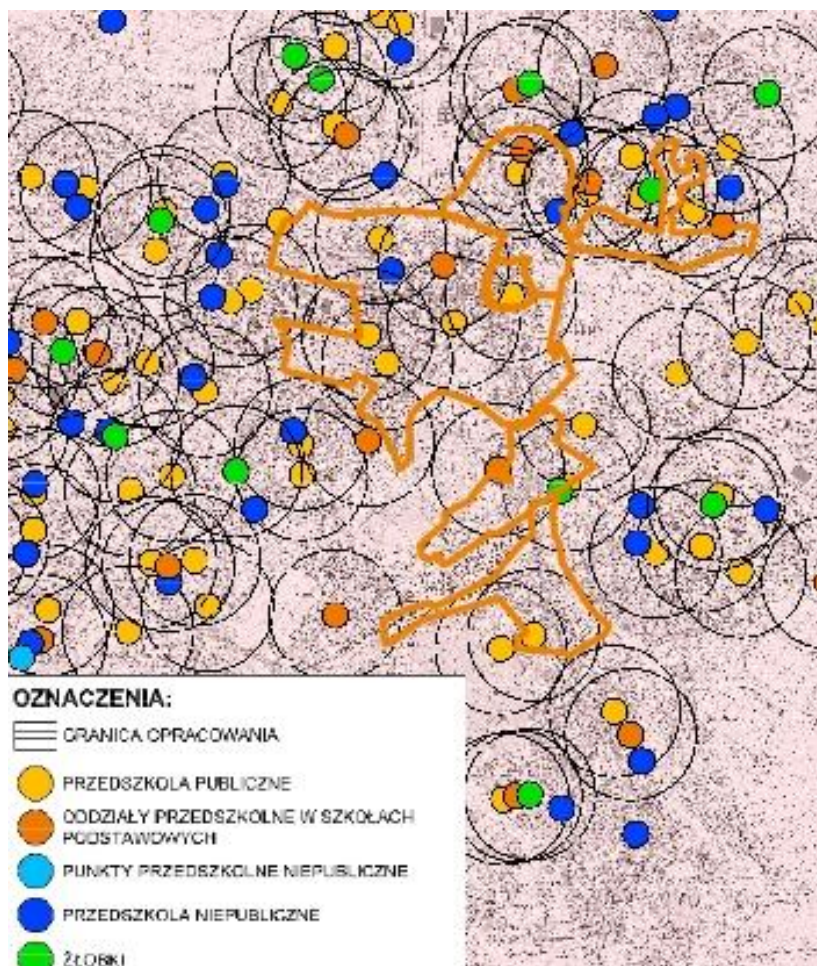 OZNACZENIA:
GRANICA OPRACOWANIA
PRZEDSZKOLA PUBLICZNE
ODDZIAŁY PRZEDSZKOLNE W SZKOŁACH
PODSTAWOWYCH
PUNKTY PRZEDSZKOLNE NIEPUBLICZNE
PRZEDSZKOLA NIEPUBLICZNE
ŻŁOBKI